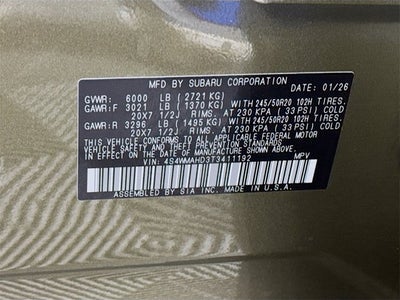 MFD BY SUBARU CORPORATION DATE: 01/26
GVWR: 6000 LB (2721 KG)
GAWR:F 3021 LB (1370 KG) WITH 245/50R20 102H TIRES.
20X7 1/2J RIMS, AT 230 KPA ( 33 PSI) COLD
GAWR:R 3296 LB (1495 KG) WITH 245/50R20 102H TIRES.
20X7 1/2J RIMS, AT 230 KPA ( 33 PSI) COLD
THIS VEHICLE CONFORMS TO ALL APPLICABLE FEDERAL MOTOR
VEHICLE SAFETY STANDARDS IN EFFECT ON THE DATE OF
MANUFACTURE SHOWN ABOVE.
VIN: 4S4WMAHD3T3411192 MPV
ASSEMBLED BY SIA INC. MADE IN U.S.A.